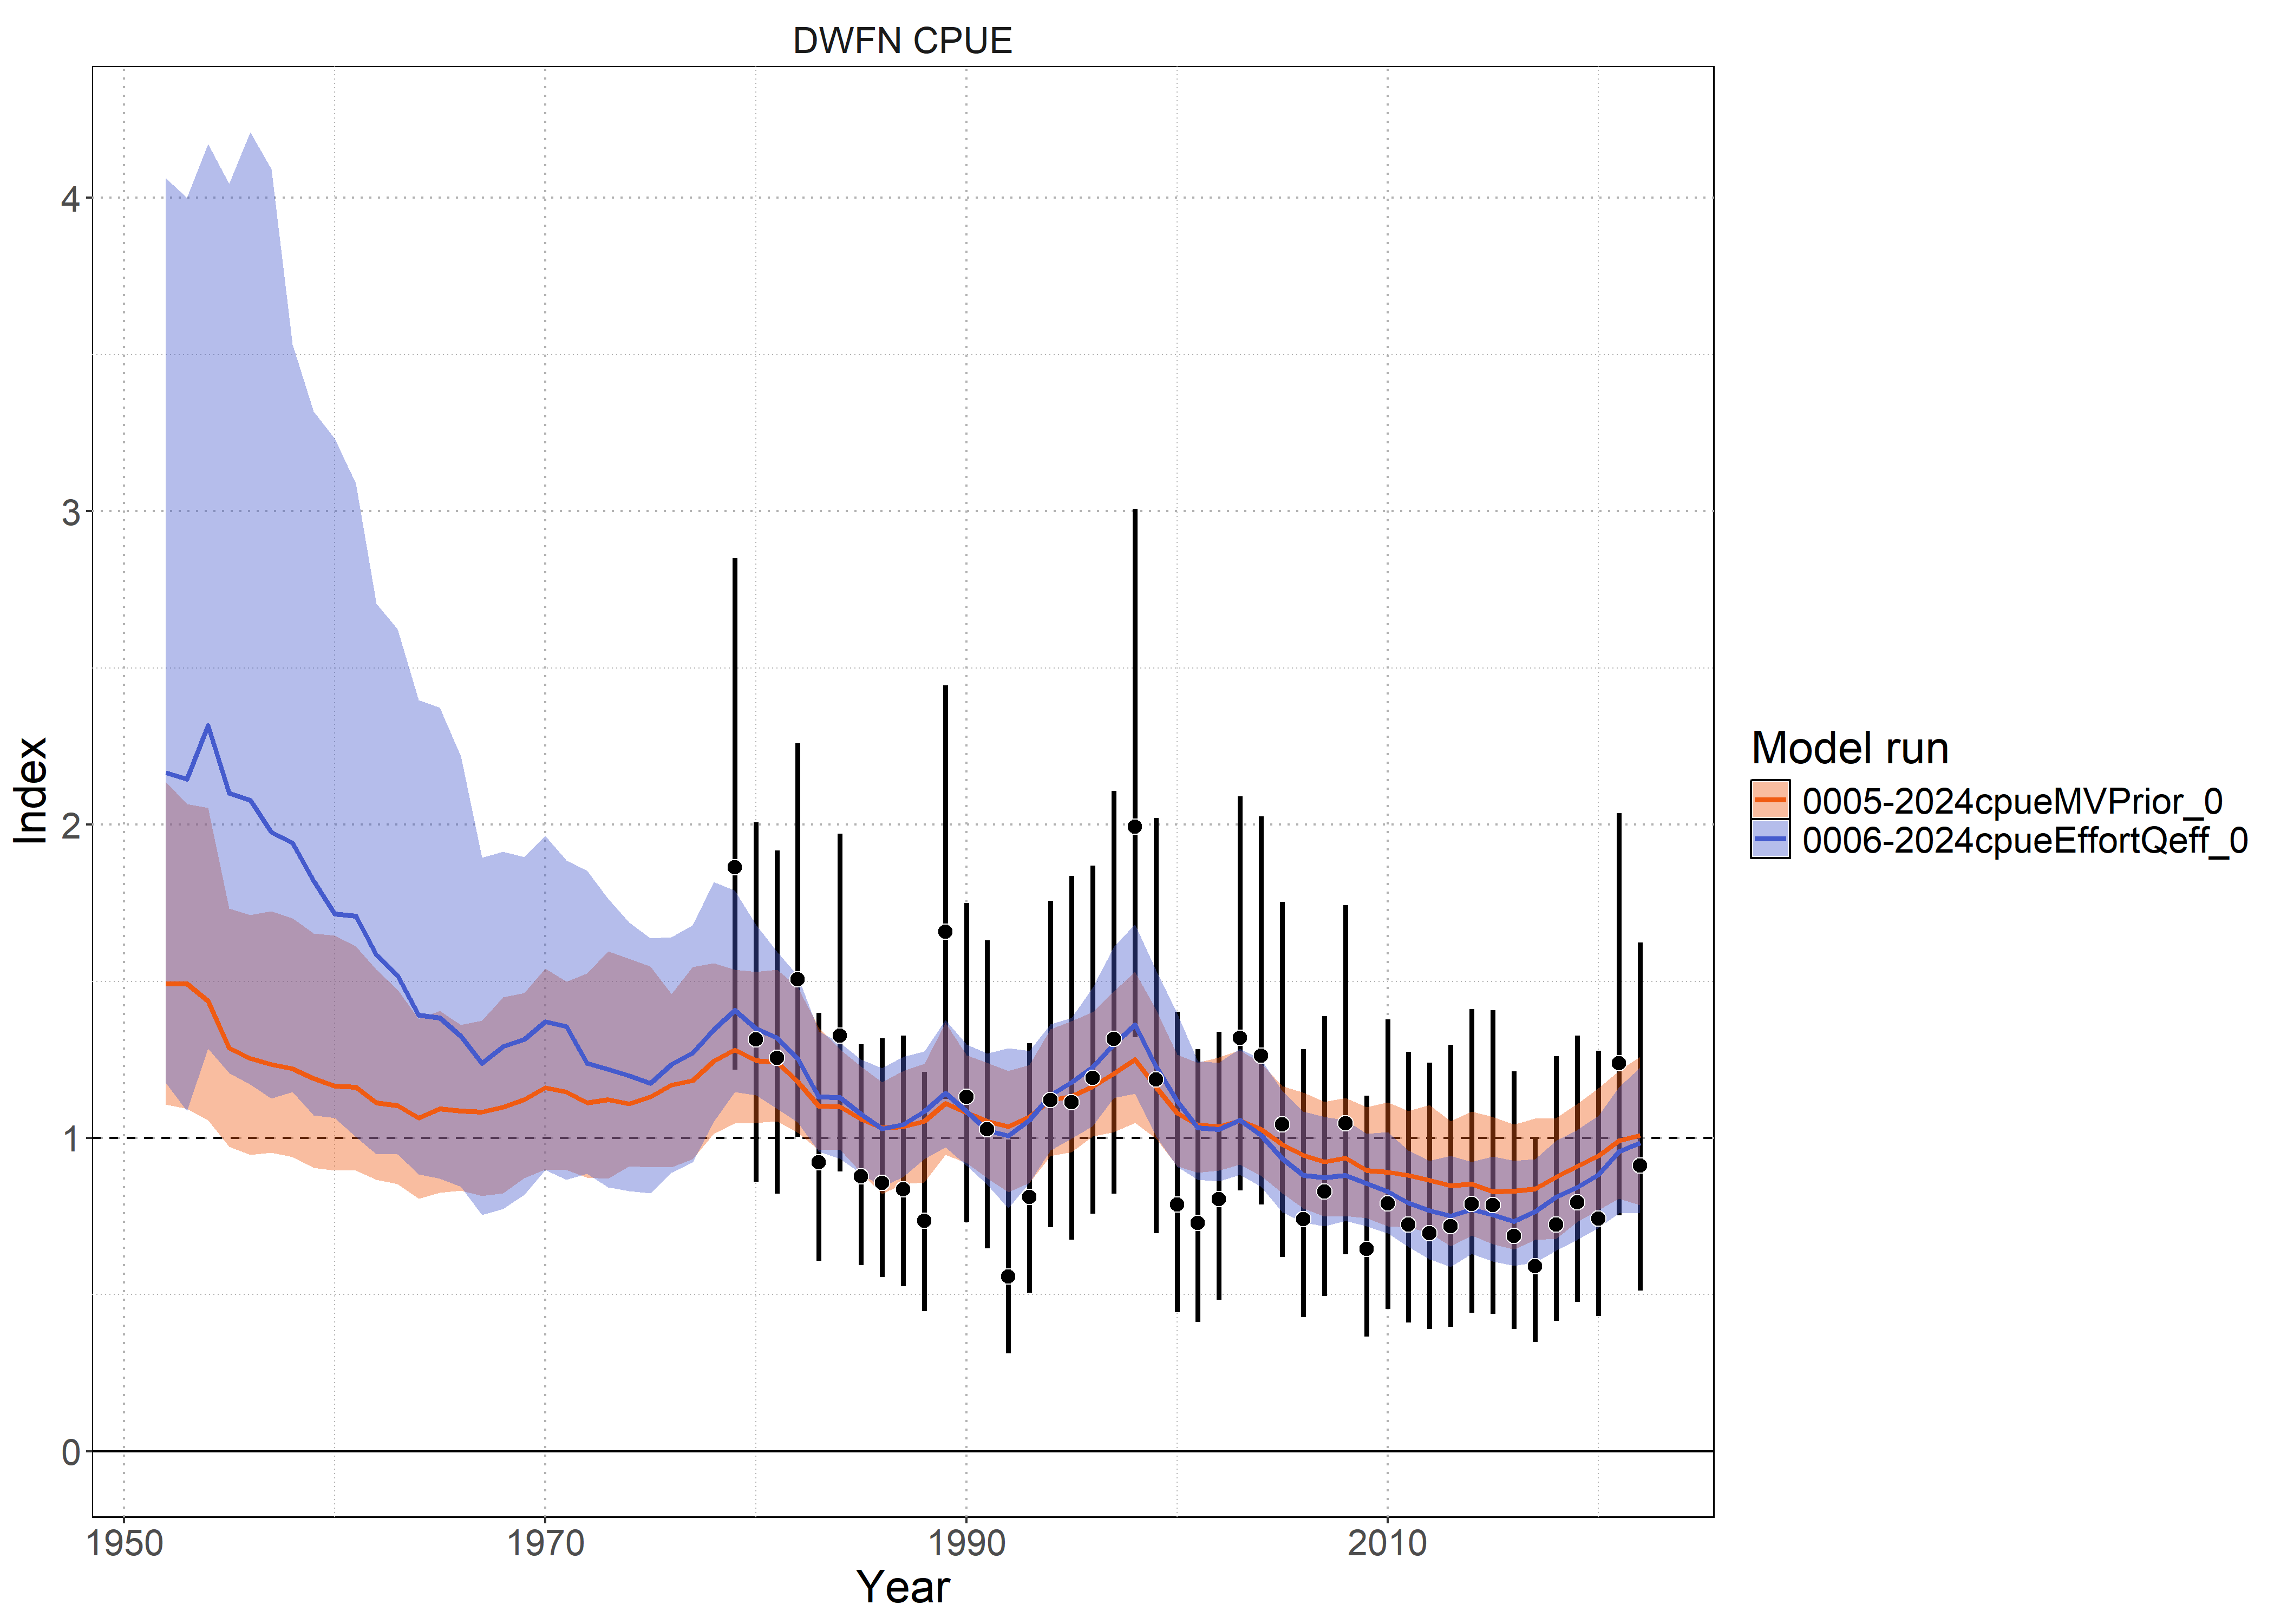 DWFN CPUE
4
3
2
1
0
Index
1950
1970
1990
2010
Year
Model run
0005-2024cpueMVPrior_0
0006-2024cpueEffortQeff_0